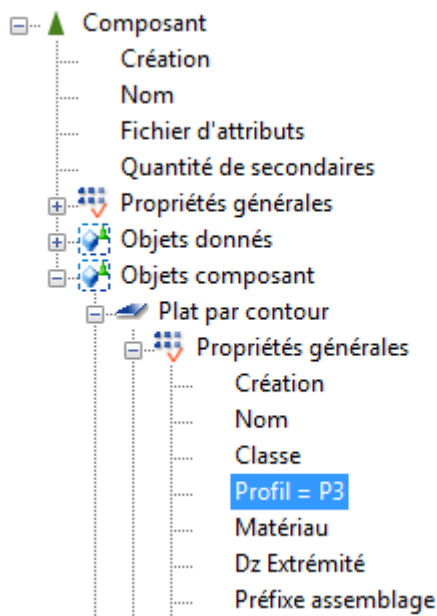 Composant
Création
Nom
Fichier d'attributs
Quantité de secondaires
Propriétés générales
Objets donnés
Objets composant
Plat par contour
Propriétés générales
Création
Nom
Classe
Profil = P3
Matériau
Dz Extrémité
Préfixe assemblage